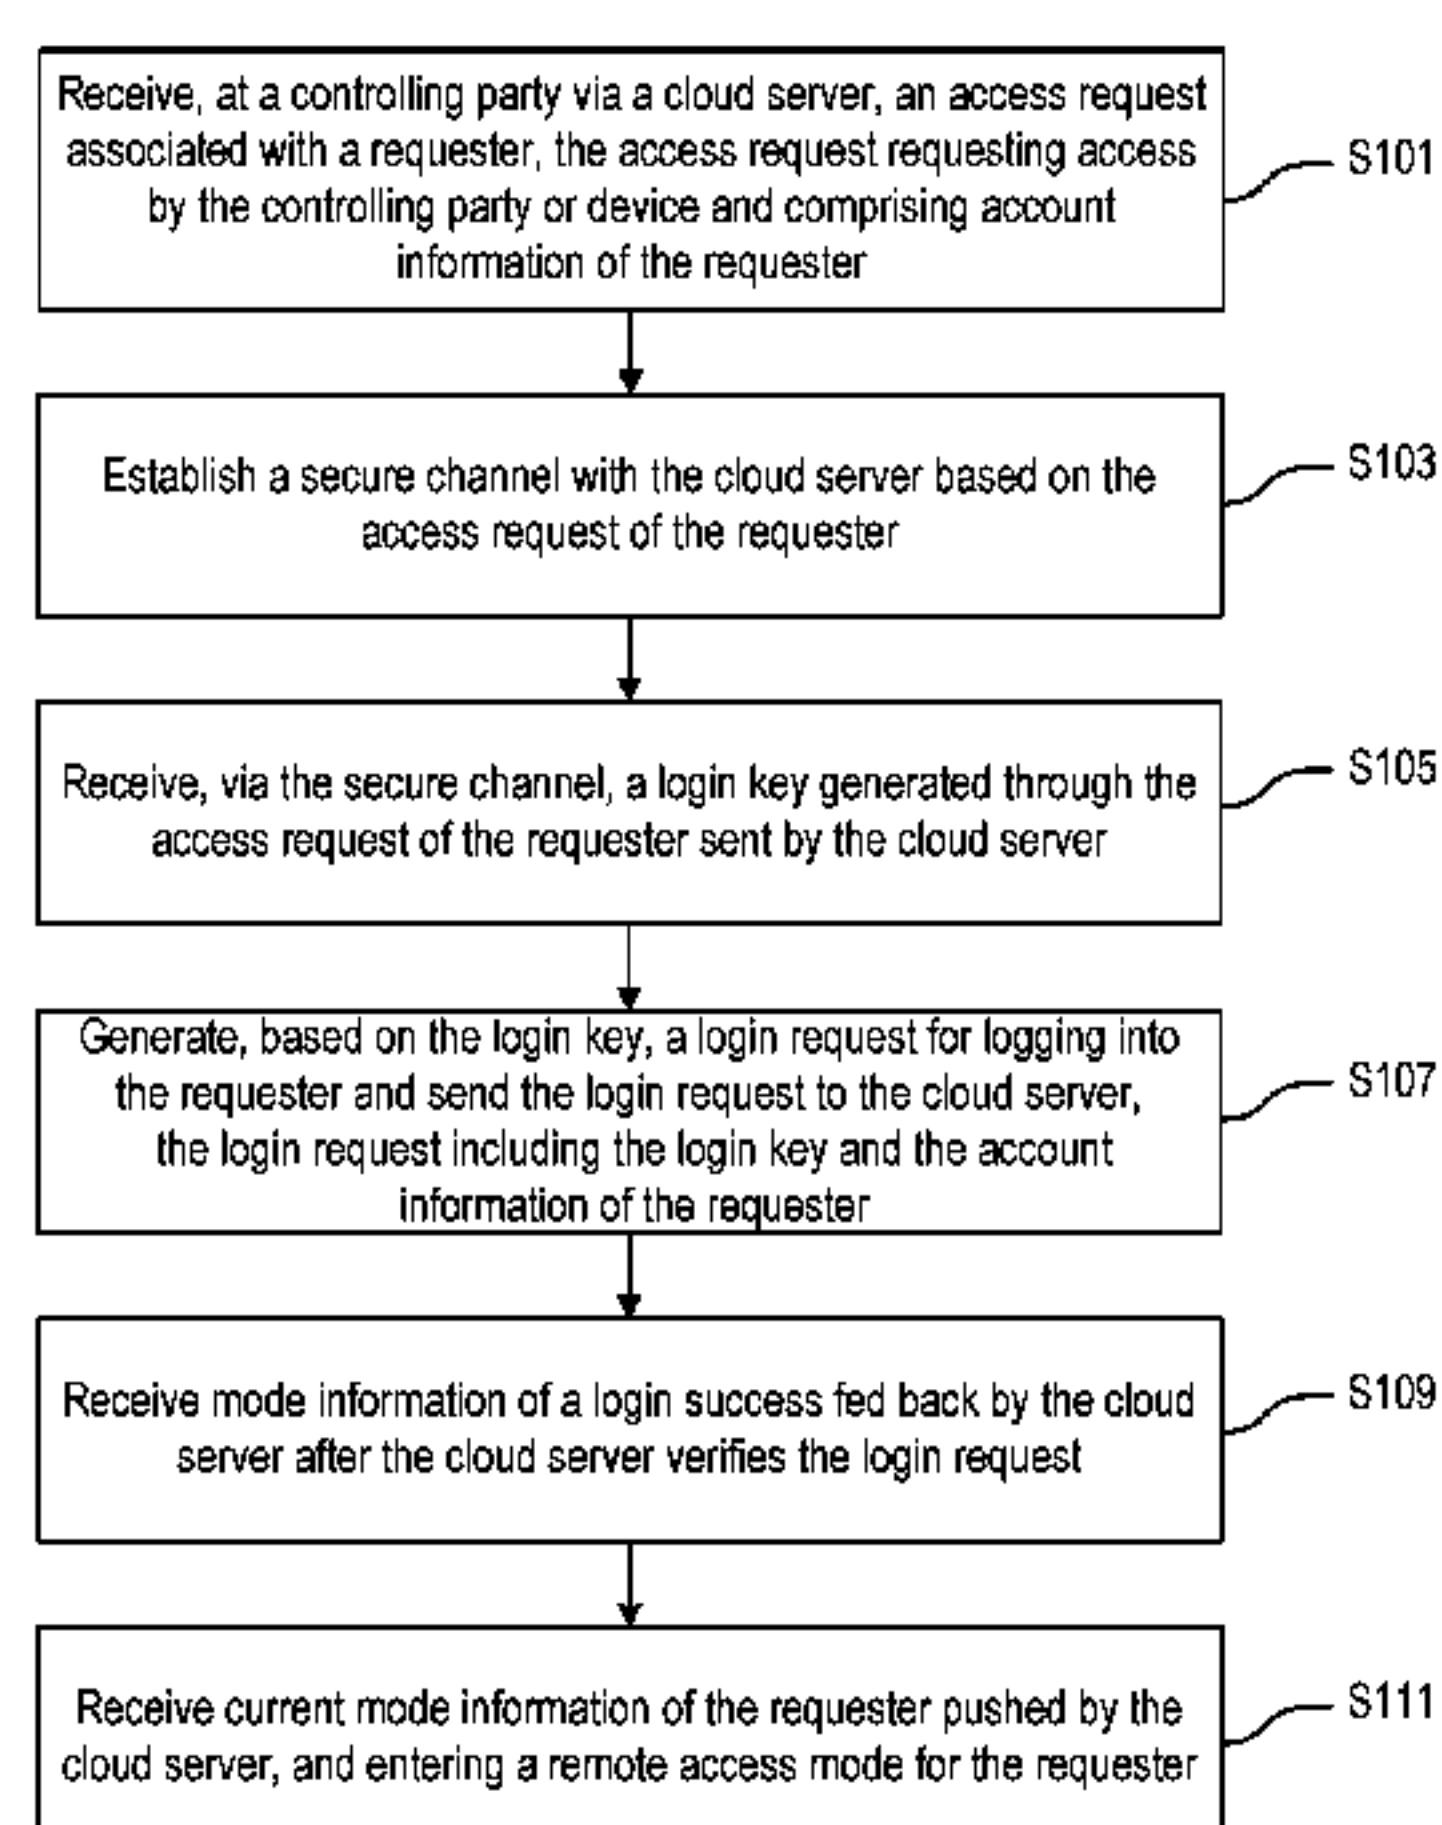 Receive, at a controlling party via a cloud server, an access request
associated with a requester, the access request requesting access
by the controlling party or device and comprising account
information of the requester
S101
Establish a secure channel with the cloud server based on the
access request of the requester
S103
Receive, via the secure channel, a login key generated through the
access request of the requester sent by the cloud server
S105
Generate, based on the login key, a login request for logging into
the requester and send the login request to the cloud server,
the login request including the login key and the account
information of the requester
S107
Receive mode information of a login success fed back by the cloud
server after the cloud server verifies the login request
S109
Receive current mode information of the requester pushed by the
cloud server, and entering a remote access mode for the requester
S111